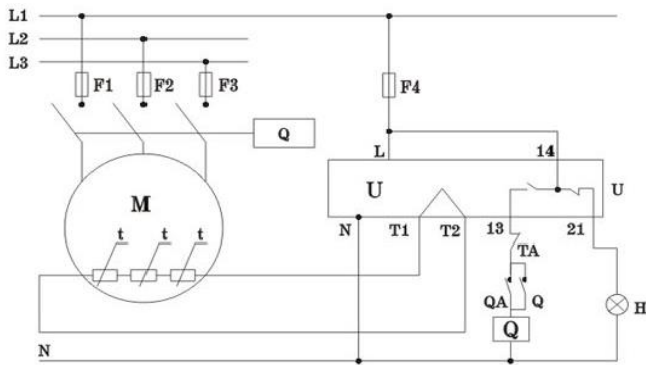 L1
L2
L3
F1 F2 F3 F4
Q
L 14
M
U U
t t t
N T1 T2 13 21
TA
QA Q
H
Q
N